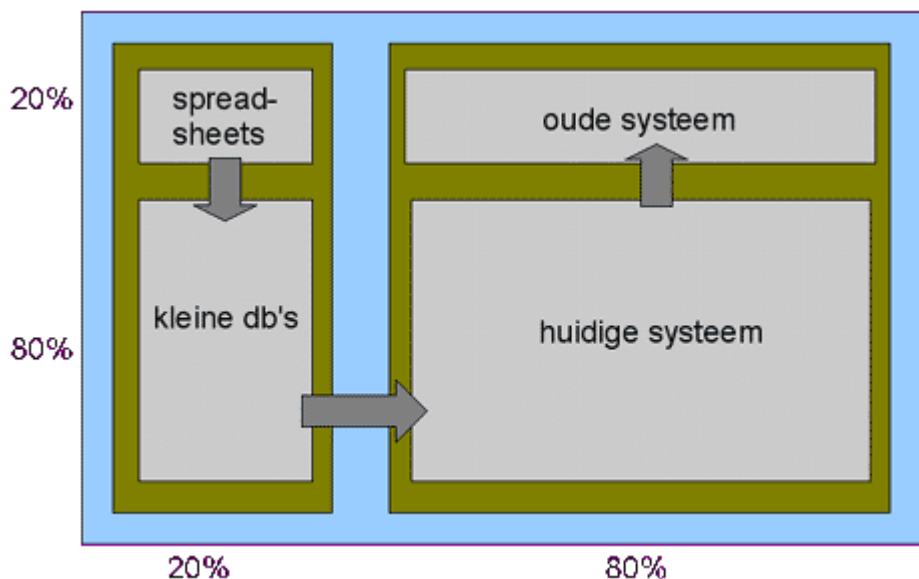 20%
spread-
sheets
oude systeem
80%
kleine db's
huidige systeem
20%
80%